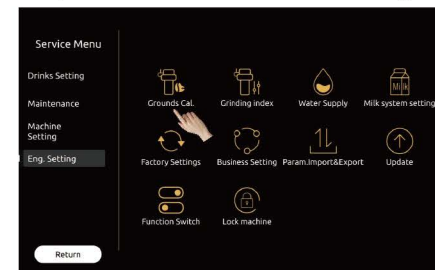 Service Menu
Drinks Setting
Maintenance
Machine
Setting
Eng. Setting
Return
Grounds Cal.
Grinding index
Water Supply
Milk system setting
Factory Settings
Business Setting
Param.Import&Export
Update
Function Switch
Lock machine
Milk